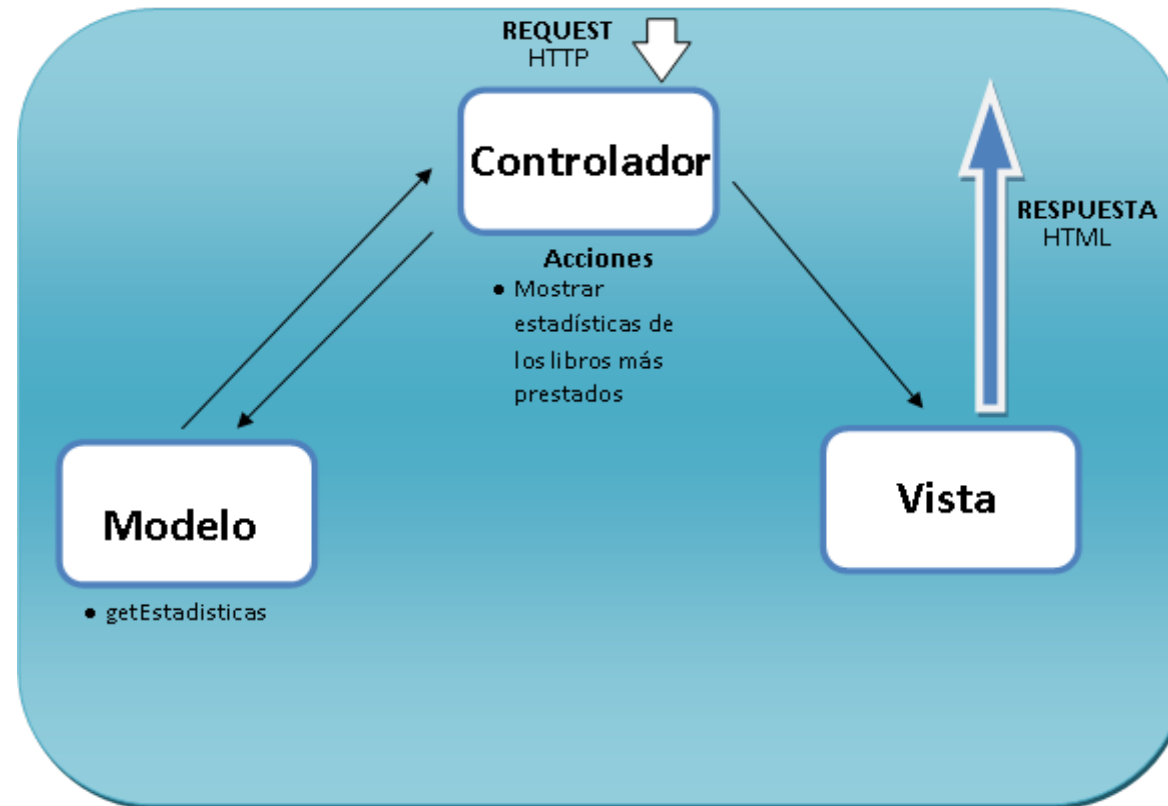 REQUEST
HTTP
Controlador
RESPUESTA
HTML
Acciones
● Mostrar
estadísticas de
los libros más
prestados
Modelo
● getEstadisticas
Vista